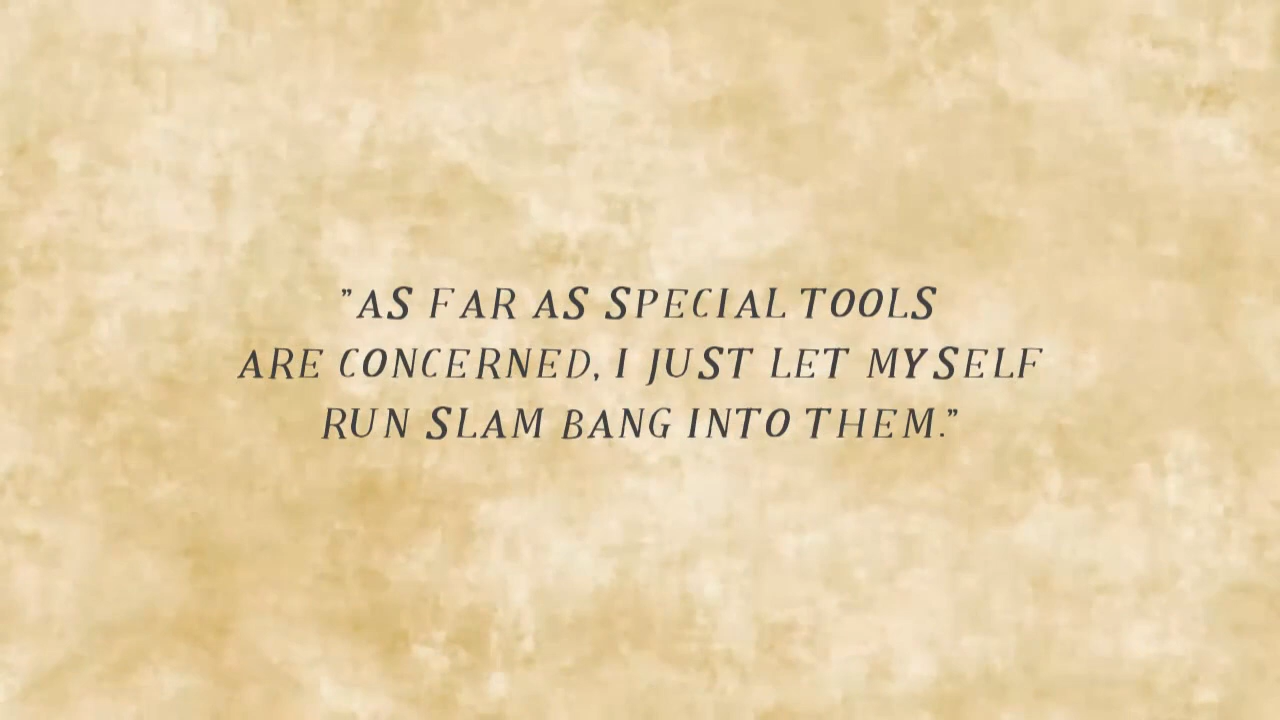 "AS FAR AS SPECIAL TOOLS
ARE CONCERNED, I JUST LET MYSELF
RUN SLAM BANG INTO THEM."